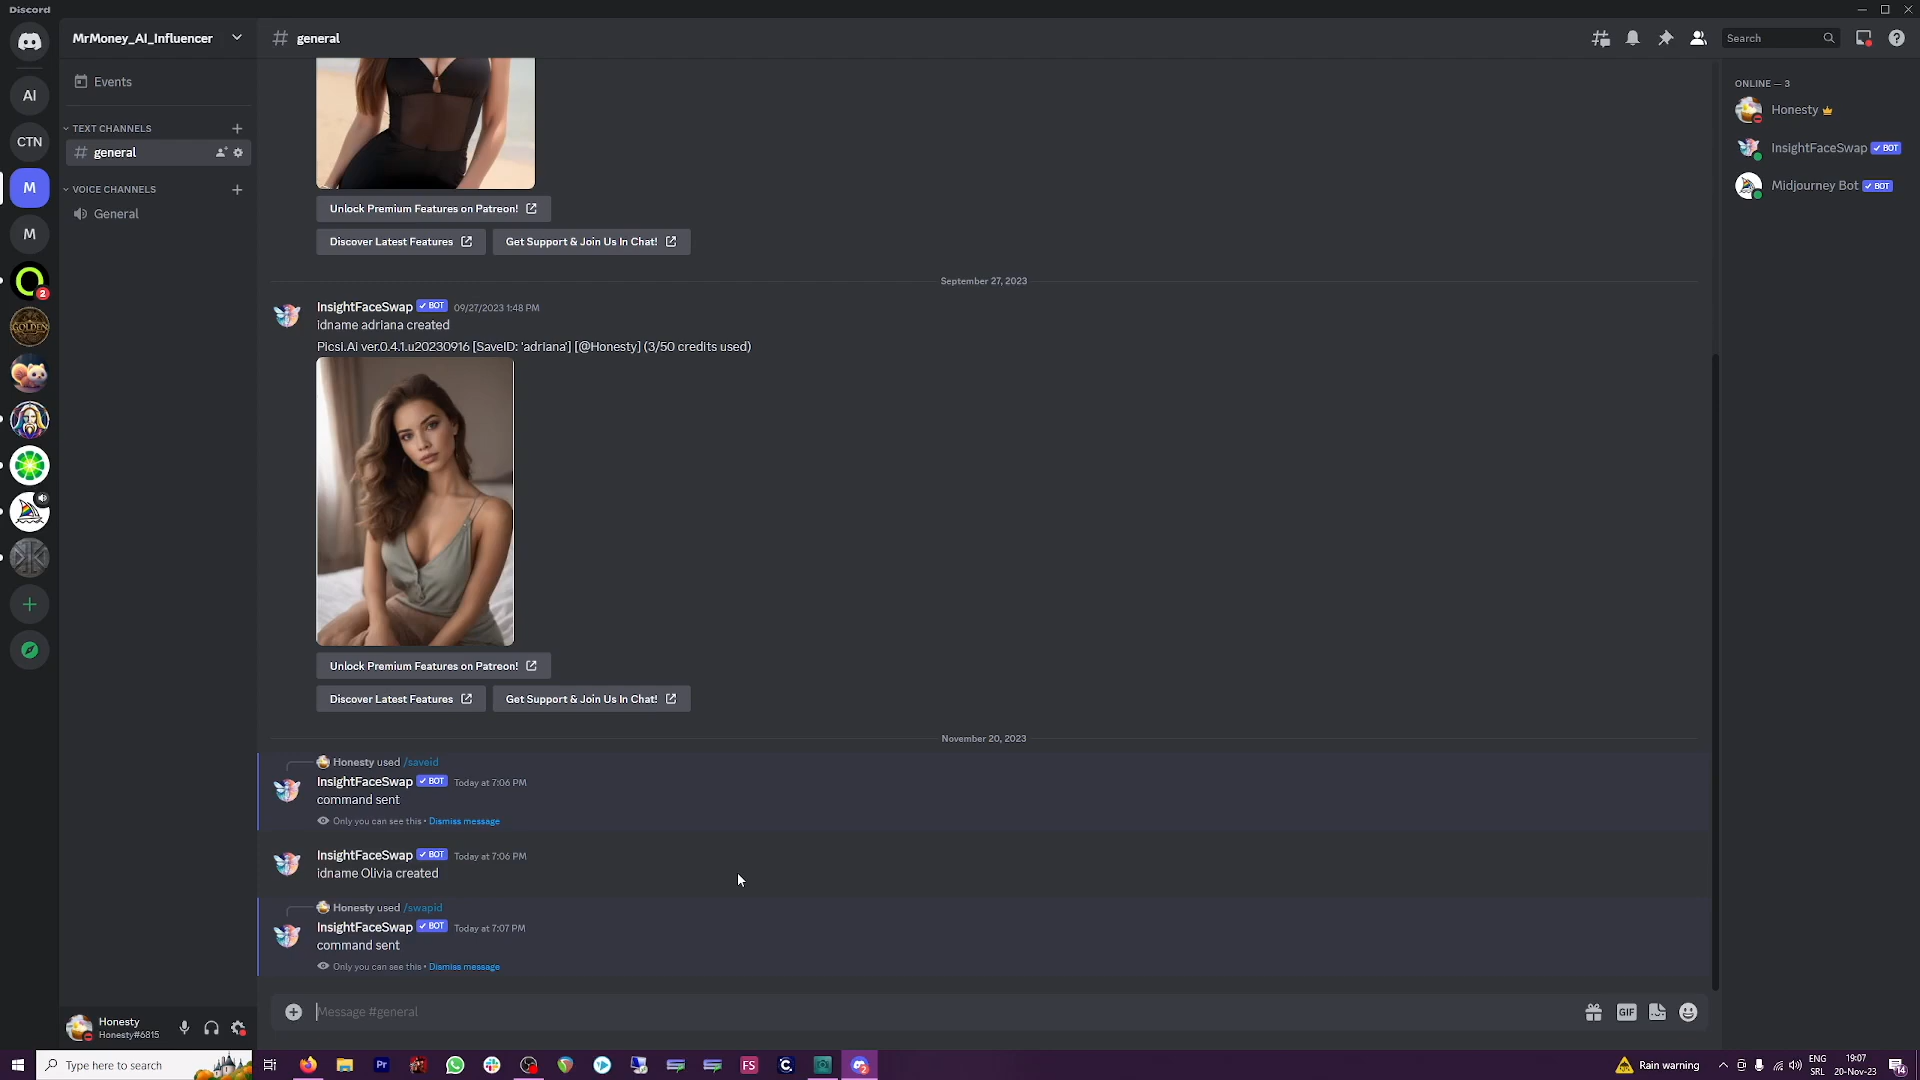 Discord
MrMoney_AI_Influencer
general
Search
Events
TEXT CHANNELS
general
VOICE CHANNELS
General
AI
CTN
M
M
2
GOLDEN
Unlock Premium Features on Patreon!
Discover Latest Features
Get Support & Join Us In Chat!
September 27, 2023
InsightFaceSwap BOT 09/27/2023 1:48 PM
idname adriana created
Picsi.Ai ver.0.4.1.u20230916 [SaveID: 'adriana'] [@Honesty] (3/50 credits used)
Unlock Premium Features on Patreon!
Discover Latest Features
Get Support & Join Us In Chat!
November 20, 2023
Honesty used /saveid
InsightFaceSwap BOT Today at 7:06 PM
command sent
Only you can see this • Dismiss message
InsightFaceSwap BOT Today at 7:06 PM
idname Olivia created
Honesty used /swapid
InsightFaceSwap BOT Today at 7:07 PM
command sent
Only you can see this • Dismiss message
Message #general
GIF
ONLINE — 3
Honesty
InsightFaceSwap BOT
Midjourney Bot BOT
Honesty
Honesty#6815
Type here to search
Pr
FS
C
Rain warning
ENG
SRL
19:07
20-Nov-23
14